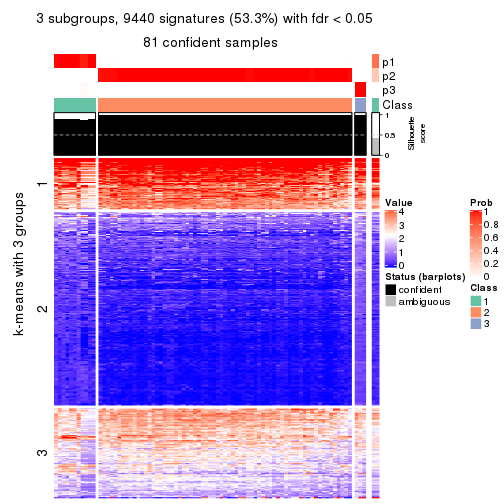 3 subgroups, 9440 signatures (53.3%) with fdr < 0.05
81 confident samples
p1
p2
p3
Class
1
0.5
0
Silhouette
score
k-means with 3 groups
1
2
3
Value
4
3
2
1
0
Status (barplots)
confident
ambiguous
Prob
1
0.8
0.6
0.4
0.2
0
Class
1
2
3